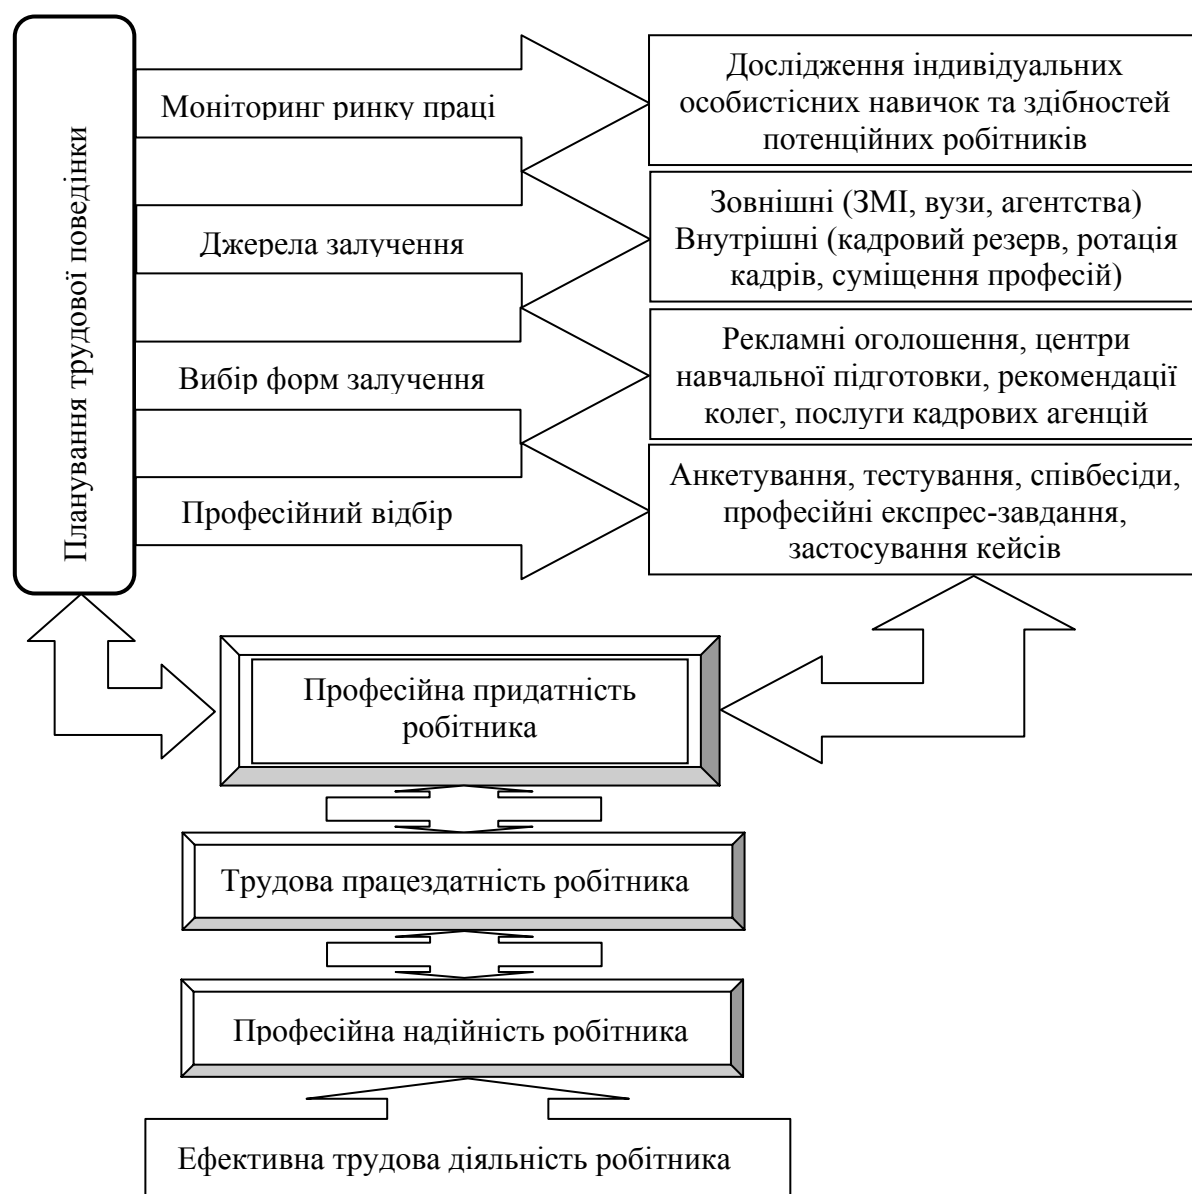 Планування трудової поведінки
Моніторинг ринку праці
Дослідження індивідуальних
особистісних навичок та здібностей
потенційних робітників
Джерела залучення
Зовнішні (ЗМІ, вузи, агентства)
Внутрішні (кадровий резерв, ротація
кадрів, суміщення професій)
Вибір форм залучення
Рекламні оголошення, центри
навчальної підготовки, рекомендації
колег, послуги кадрових агенцій
Професійний відбір
Анкетування, тестування, співбесіди,
професійні експрес-завдання,
застосування кейсів
Професійна придатність
робітника
Трудова працездатність робітника
Професійна надійність робітника
Ефективна трудова діяльність робітника